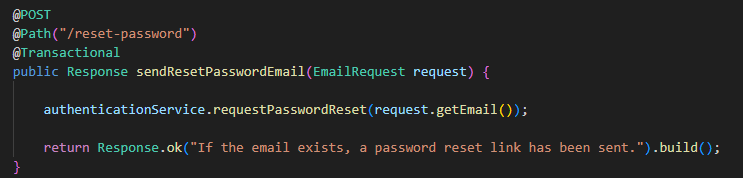 @POST
@Path("/reset-password")
@Transactional
public Response sendResetPasswordEmail(EmailRequest request) {
authenticationService.requestPasswordReset(request.getEmail());
return Response.ok("If the email exists, a password reset link has been sent.").build();
}